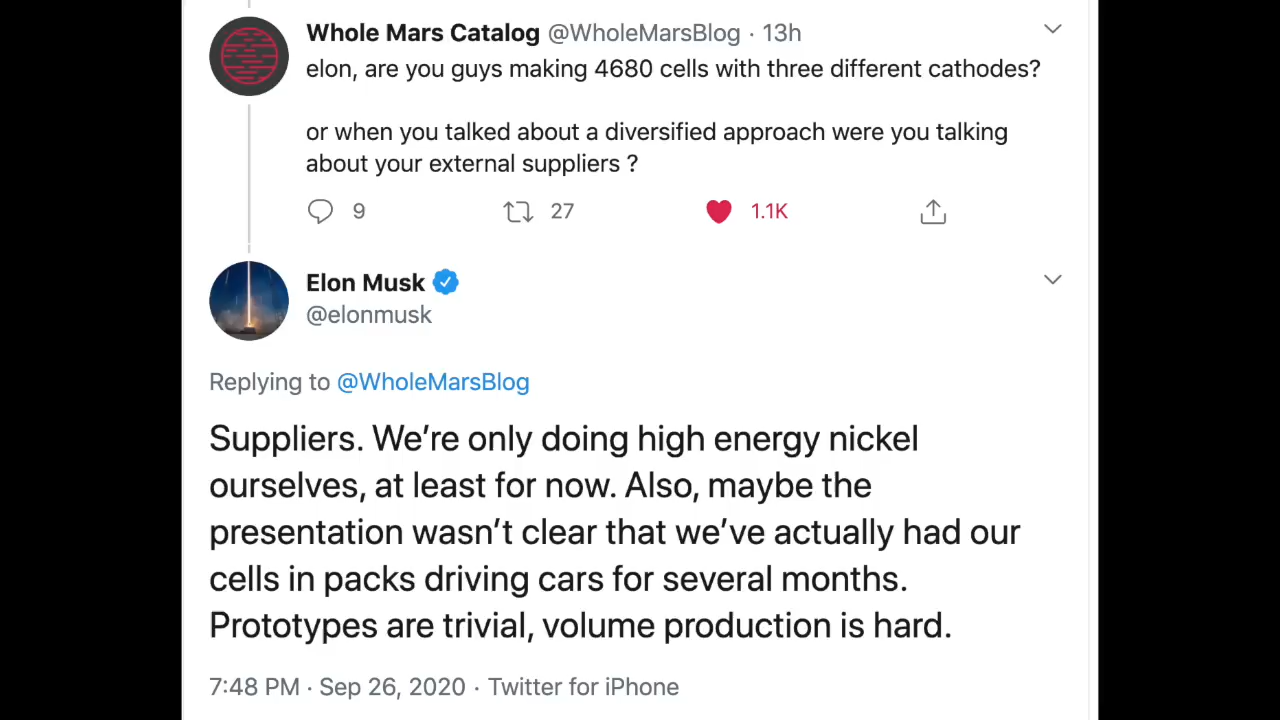 Whole Mars Catalog @WholeMarsBlog · 13h
elon, are you guys making 4680 cells with three different cathodes?
or when you talked about a diversified approach were you talking
about your external suppliers ?
9 27 1.1K
Elon Musk
@elonmusk
Replying to @WholeMarsBlog
Suppliers. We’re only doing high energy nickel
ourselves, at least for now. Also, maybe the
presentation wasn’t clear that we’ve actually had our
cells in packs driving cars for several months.
Prototypes are trivial, volume production is hard.
7:48 PM · Sep 26, 2020 · Twitter for iPhone